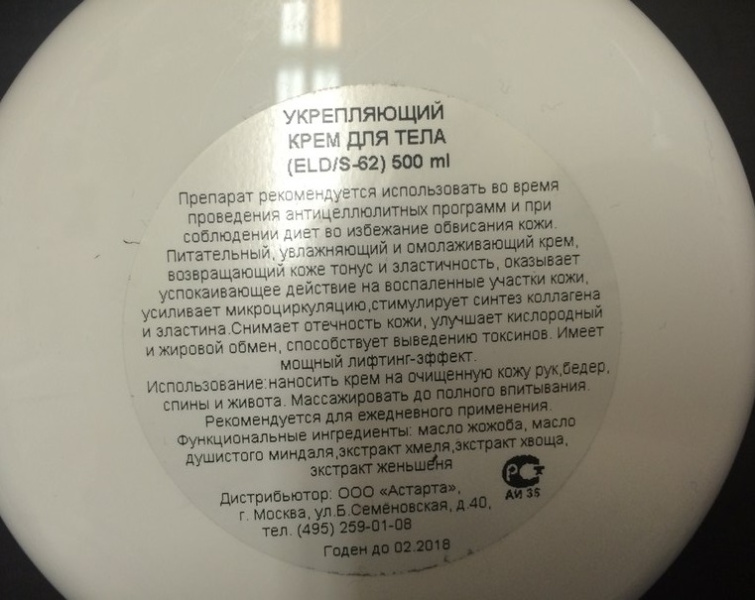 УКРЕПЛЯЮЩИЙ
КРЕМ ДЛЯ ТЕЛА
(ELD/S-62) 500 ml
Препарат рекомендуется использовать во время
проведения антицеллюлитных программ и при
соблюдении диет во избежание обвисания кожи.
Питательный, увлажняющий и омолаживающий крем,
возвращающий коже тонус и эластичность, оказывает
успокаивающее действие на воспаленные участки кожи,
усиливает микроциркуляцию,стимулирует синтез коллагена
и эластина.Снимает отечность кожи, улучшает кислородный
и жировой обмен, способствует выведению токсинов. Имеет
мощный лифтинг-эффект.
Использование:наносить крем на очищенную кожу рук,бедер,
спины и живота. Массажировать до полного впитывания.
Рекомендуется для ежедневного применения.
Функциональные ингредиенты: масло жожоба, масло
душистого миндаля,экстракт хмеля,экстракт хвоща,
экстракт женьшеня
РСТ
АИ 35
Дистрибьютор: ООО «Астарта»,
г. Москва, ул.Б.Семёновская, д.40,
тел. (495) 259-01-08
Годен до 02.2018